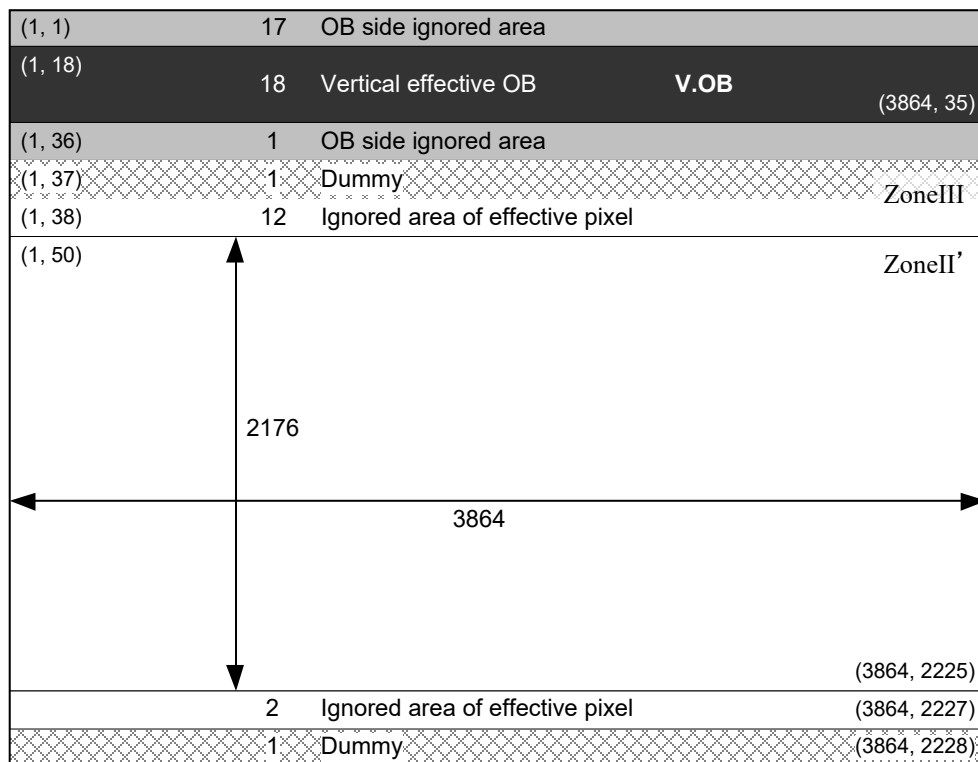 (1, 1) 17 OB side ignored area
(1, 18) 18 Vertical effective OB V.OB (3864, 35)
(1, 36) 1 OB side ignored area
(1, 37) 1 Dummy
ZoneIII
(1, 38) 12 Ignored area of effective pixel
(1, 50) ZoneII’
2176
3864
(3864, 2225)
2 Ignored area of effective pixel (3864, 2227)
1 Dummy (3864, 2228)